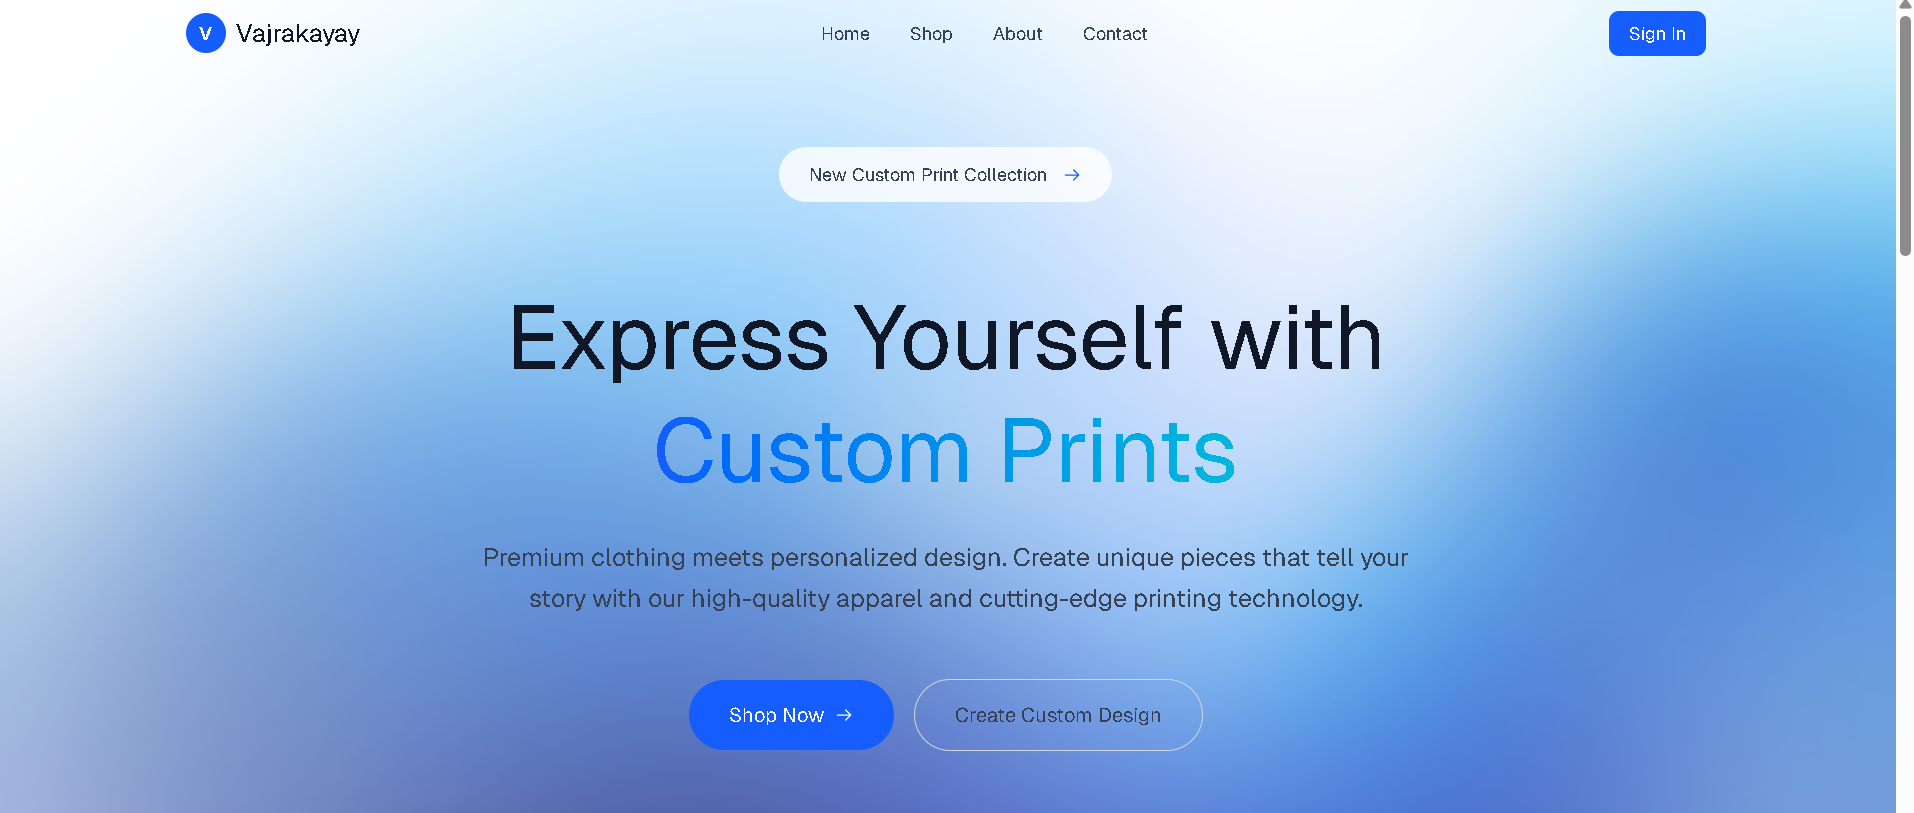 V Vajrakayay
Home Shop About Contact
Sign In
New Custom Print Collection →
Express Yourself with
Custom Prints
Premium clothing meets personalized design. Create unique pieces that tell your
story with our high-quality apparel and cutting-edge printing technology.
Shop Now →
Create Custom Design